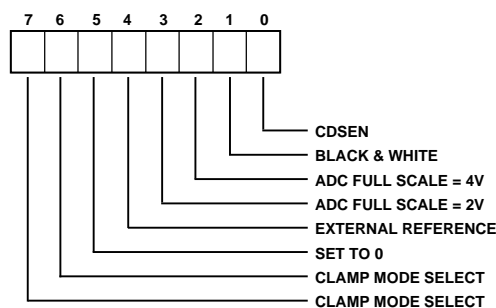 7 6 5 4 3 2 1 0
CDSEN
BLACK & WHITE
ADC FULL SCALE = 4V
ADC FULL SCALE = 2V
EXTERNAL REFERENCE
SET TO 0
CLAMP MODE SELECT
CLAMP MODE SELECT